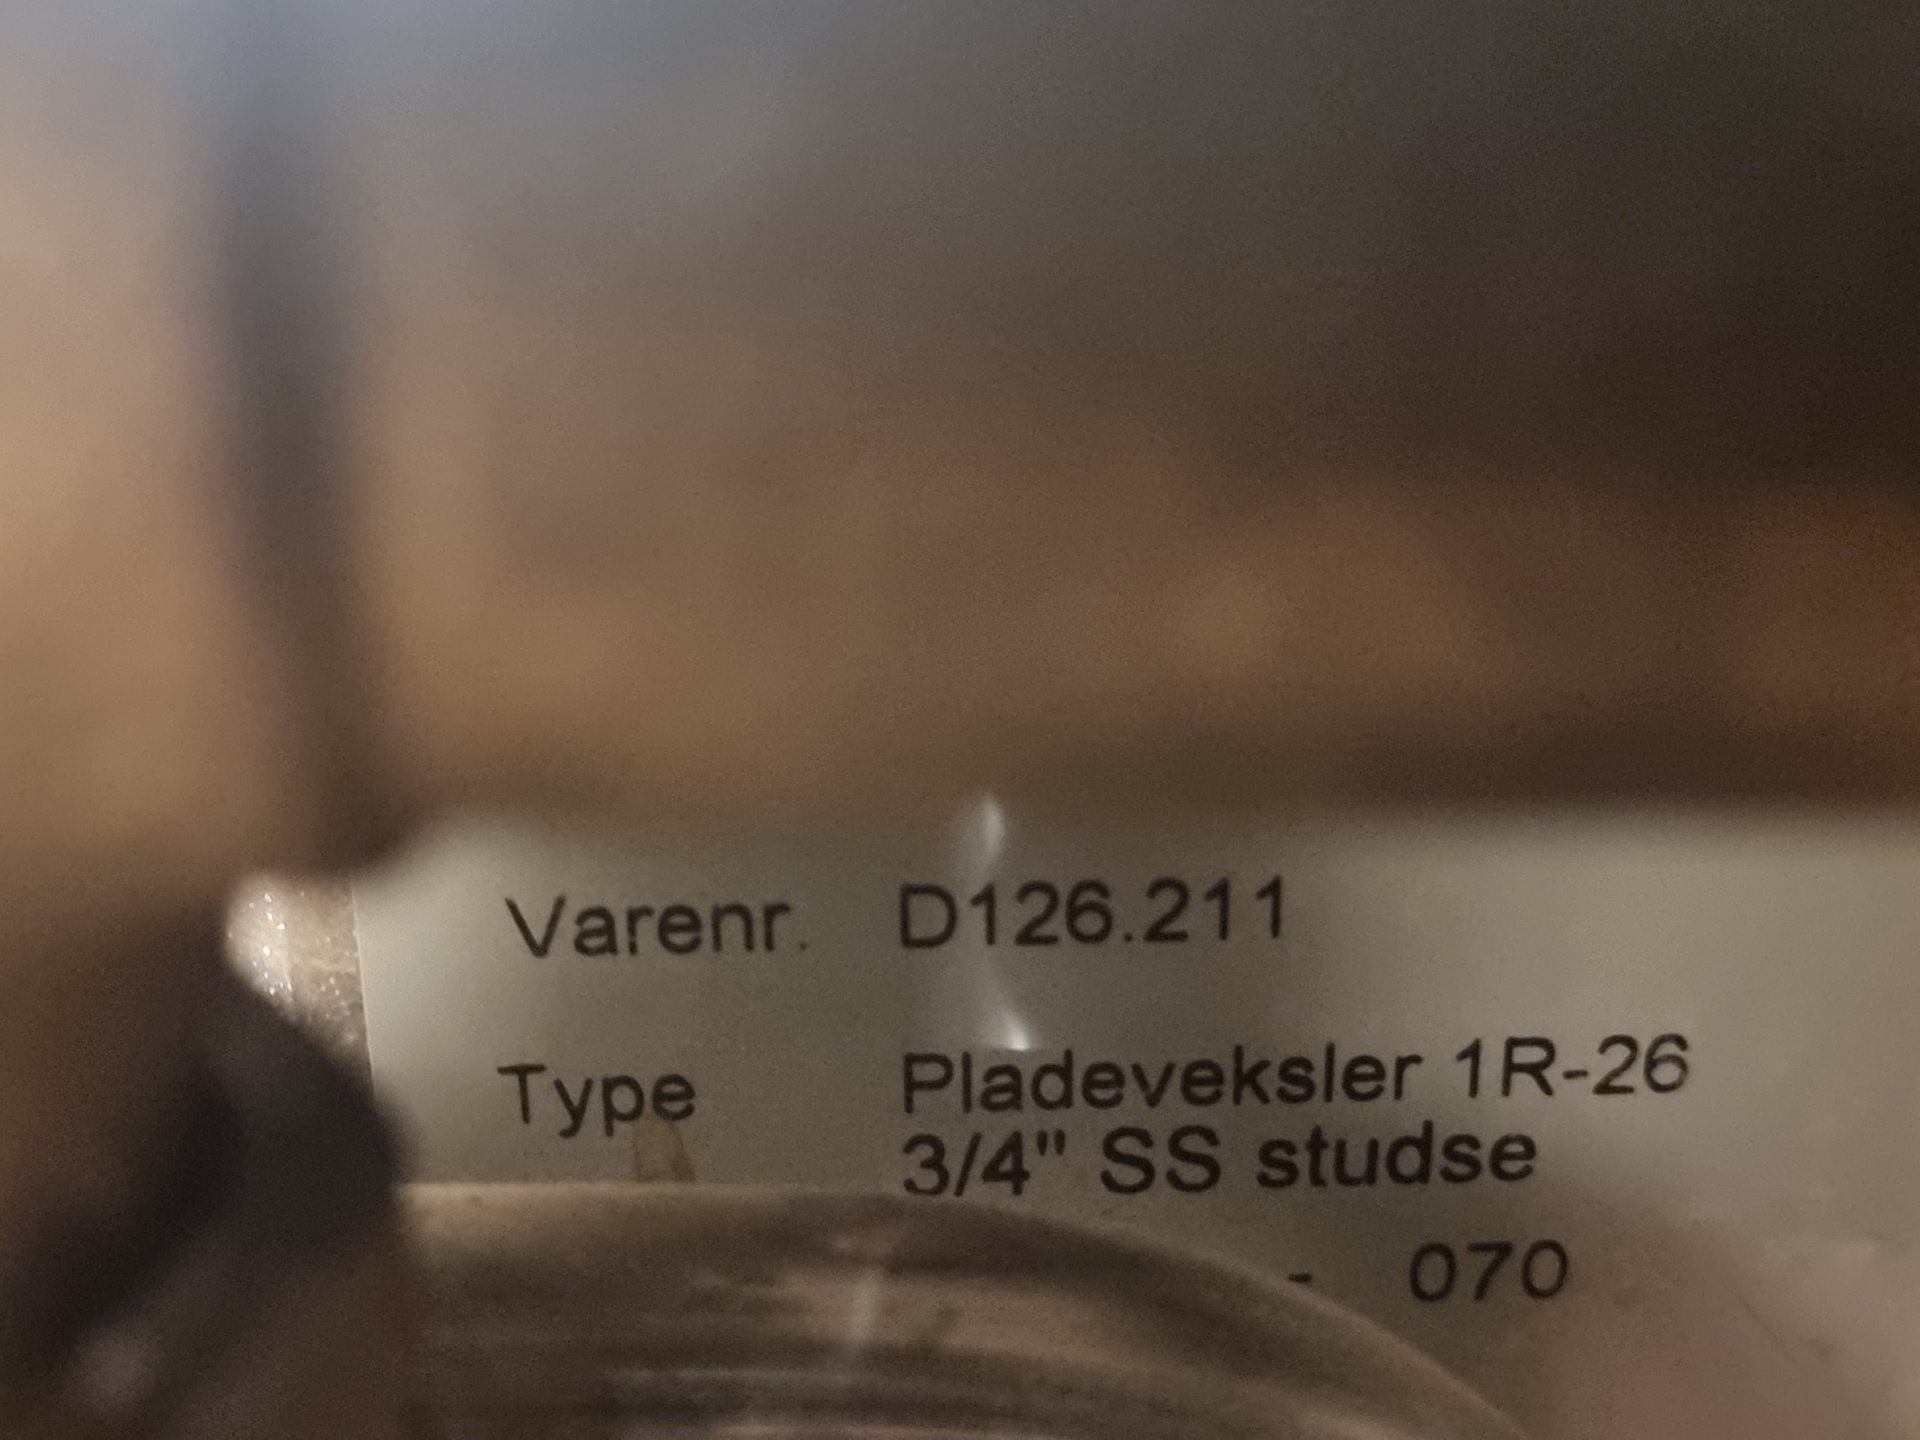 Varenr. D126.211
Type Pladeveksler 1R-26
3/4" SS studse
- 070